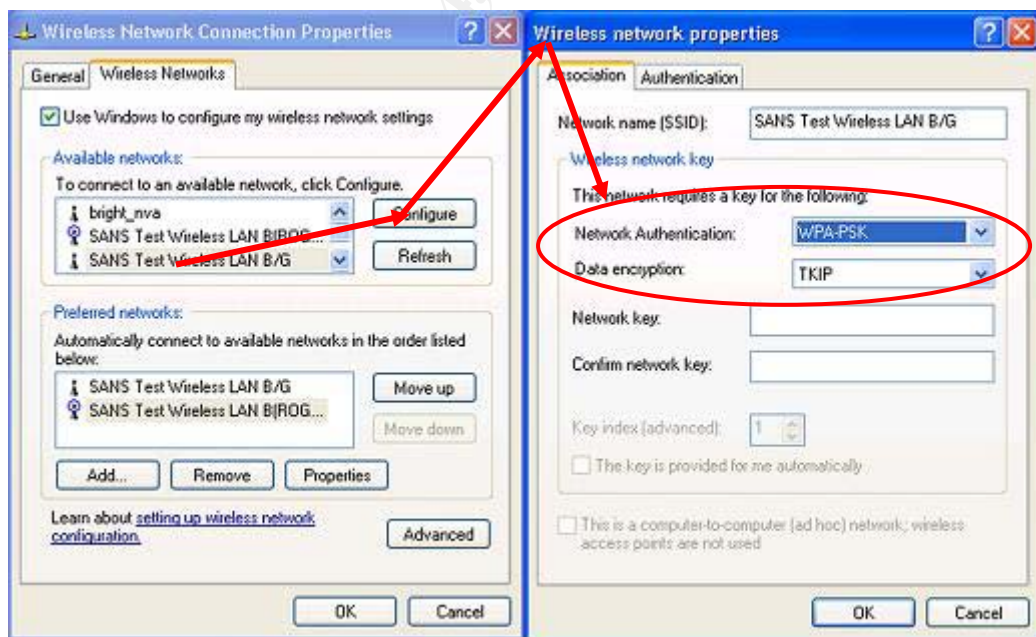 Wireless Network Connection Properties
General
Wireless Networks
Use Windows to configure my wireless network settings
Available networks:
To connect to an available network, click Configure.
bright_nva
SANS Test Wireless LAN B|ROG...
SANS Test Wireless LAN B/G
Configure
Refresh
Preferred networks:
Automatically connect to available networks in the order listed
below:
SANS Test Wireless LAN B/G
SANS Test Wireless LAN B|ROG...
Move up
Move down
Add...
Remove
Properties
Learn about setting up wireless network
configuration.
Advanced
OK
Cancel
Wireless network properties
Association
Authentication
Network name (SSID):
SANS Test Wireless LAN B/G
Wireless network key
This network requires a key for the following:
Network Authentication:
WPA-PSK
Data encryption:
TKIP
Network key:
Confirm network key:
Key index (advanced):
1
The key is provided for me automatically
This is a computer-to-computer (ad hoc) network; wireless
access points are not used
OK
Cancel